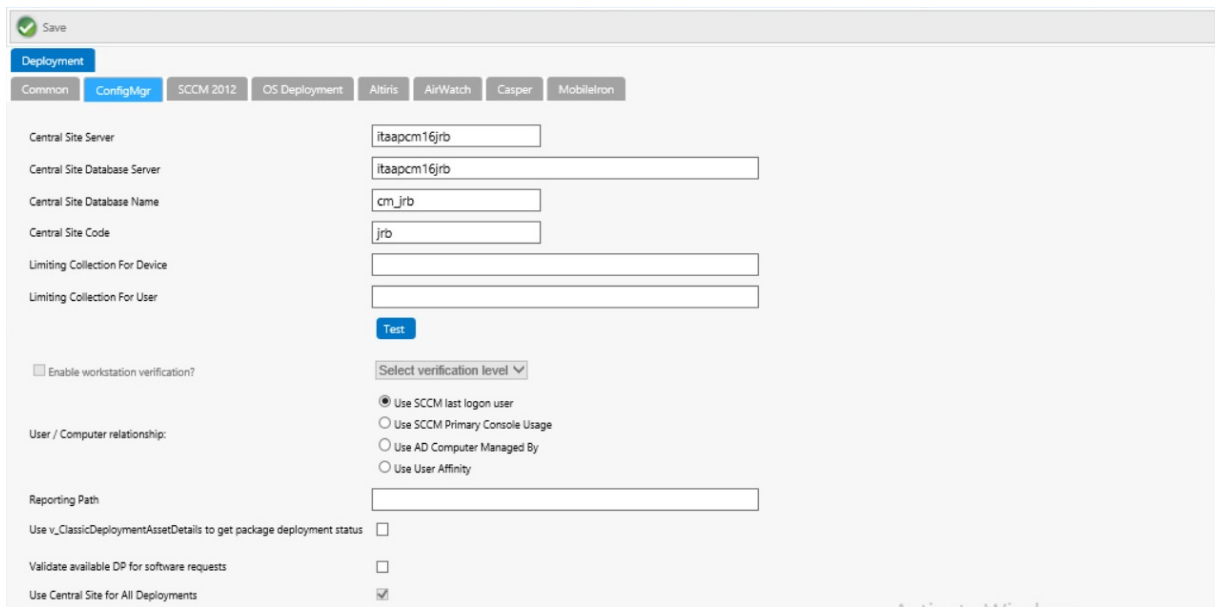 Save
Deployment
Common ConfigMgr SCCM 2012 OS Deployment Altiris AirWatch Casper MobileIron
Central Site Server itaapcm16jrb
Central Site Database Server itaapcm16jrb
Central Site Database Name cm_jrb
Central Site Code jrb
Limiting Collection For Device
Limiting Collection For User
Test
Enable workstation verification? Select verification level
Use SCCM last logon user
Use SCCM Primary Console Usage
User / Computer relationship:
Use AD Computer Managed By
Use User Affinity
Reporting Path
Use v_ClassicDeploymentAssetDetails to get package deployment status
Validate available DP for software requests
Use Central Site for All Deployments